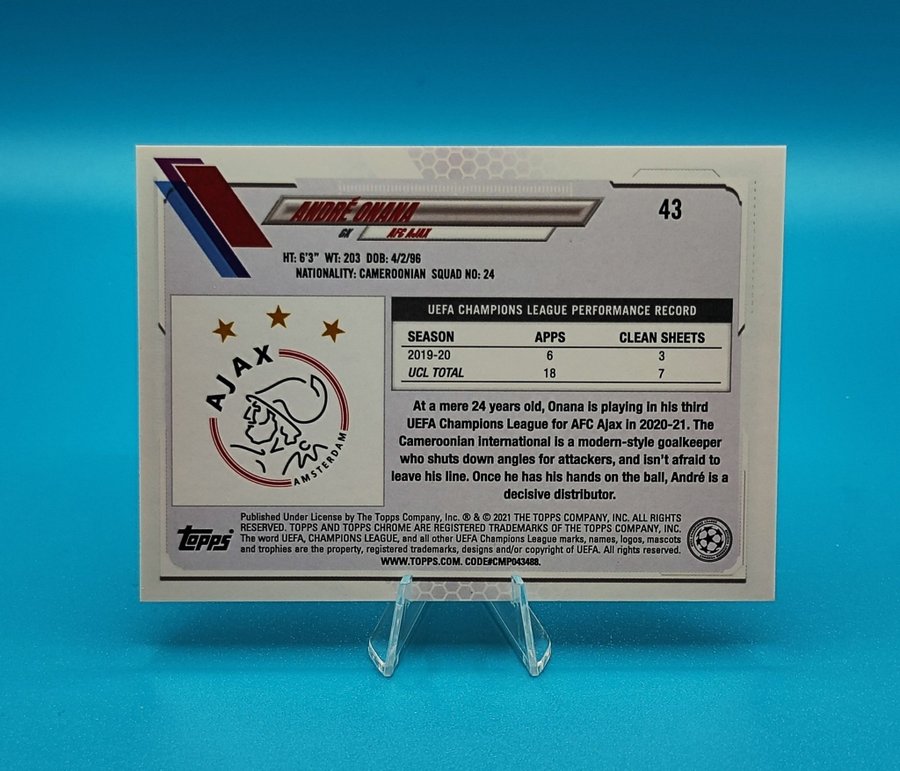 ANDRÉ ONANA
43
GK AFC AJAX
HT: 6'3" WT: 203 DOB: 4/2/96
NATIONALITY: CAMEROONIAN SQUAD NO: 24
UEFA CHAMPIONS LEAGUE PERFORMANCE RECORD
SEASON APPS CLEAN SHEETS
2019-20 6 3
UCL TOTAL 18 7
AJAX
AMSTERDAM
At a mere 24 years old, Onana is playing in his third
UEFA Champions League for AFC Ajax in 2020-21. The
Cameroonian international is a modern-style goalkeeper
who shuts down angles for attackers, and isn't afraid to
leave his line. Once he has his hands on the ball, André is a
decisive distributor.
Topps
Published Under License by The Topps Company, Inc. ® & © 2021 THE TOPPS COMPANY, INC. ALL RIGHTS
RESERVED. TOPPS AND TOPPS CHROME ARE REGISTERED TRADEMARKS OF THE TOPPS COMPANY, INC.
The word UEFA, CHAMPIONS LEAGUE, and all other UEFA Champions League marks, names, logos, mascots
and trophies are the property, registered trademarks, designs and/or copyright of UEFA. All rights reserved.
WWW.TOPPS.COM. CODE#CMP043488.